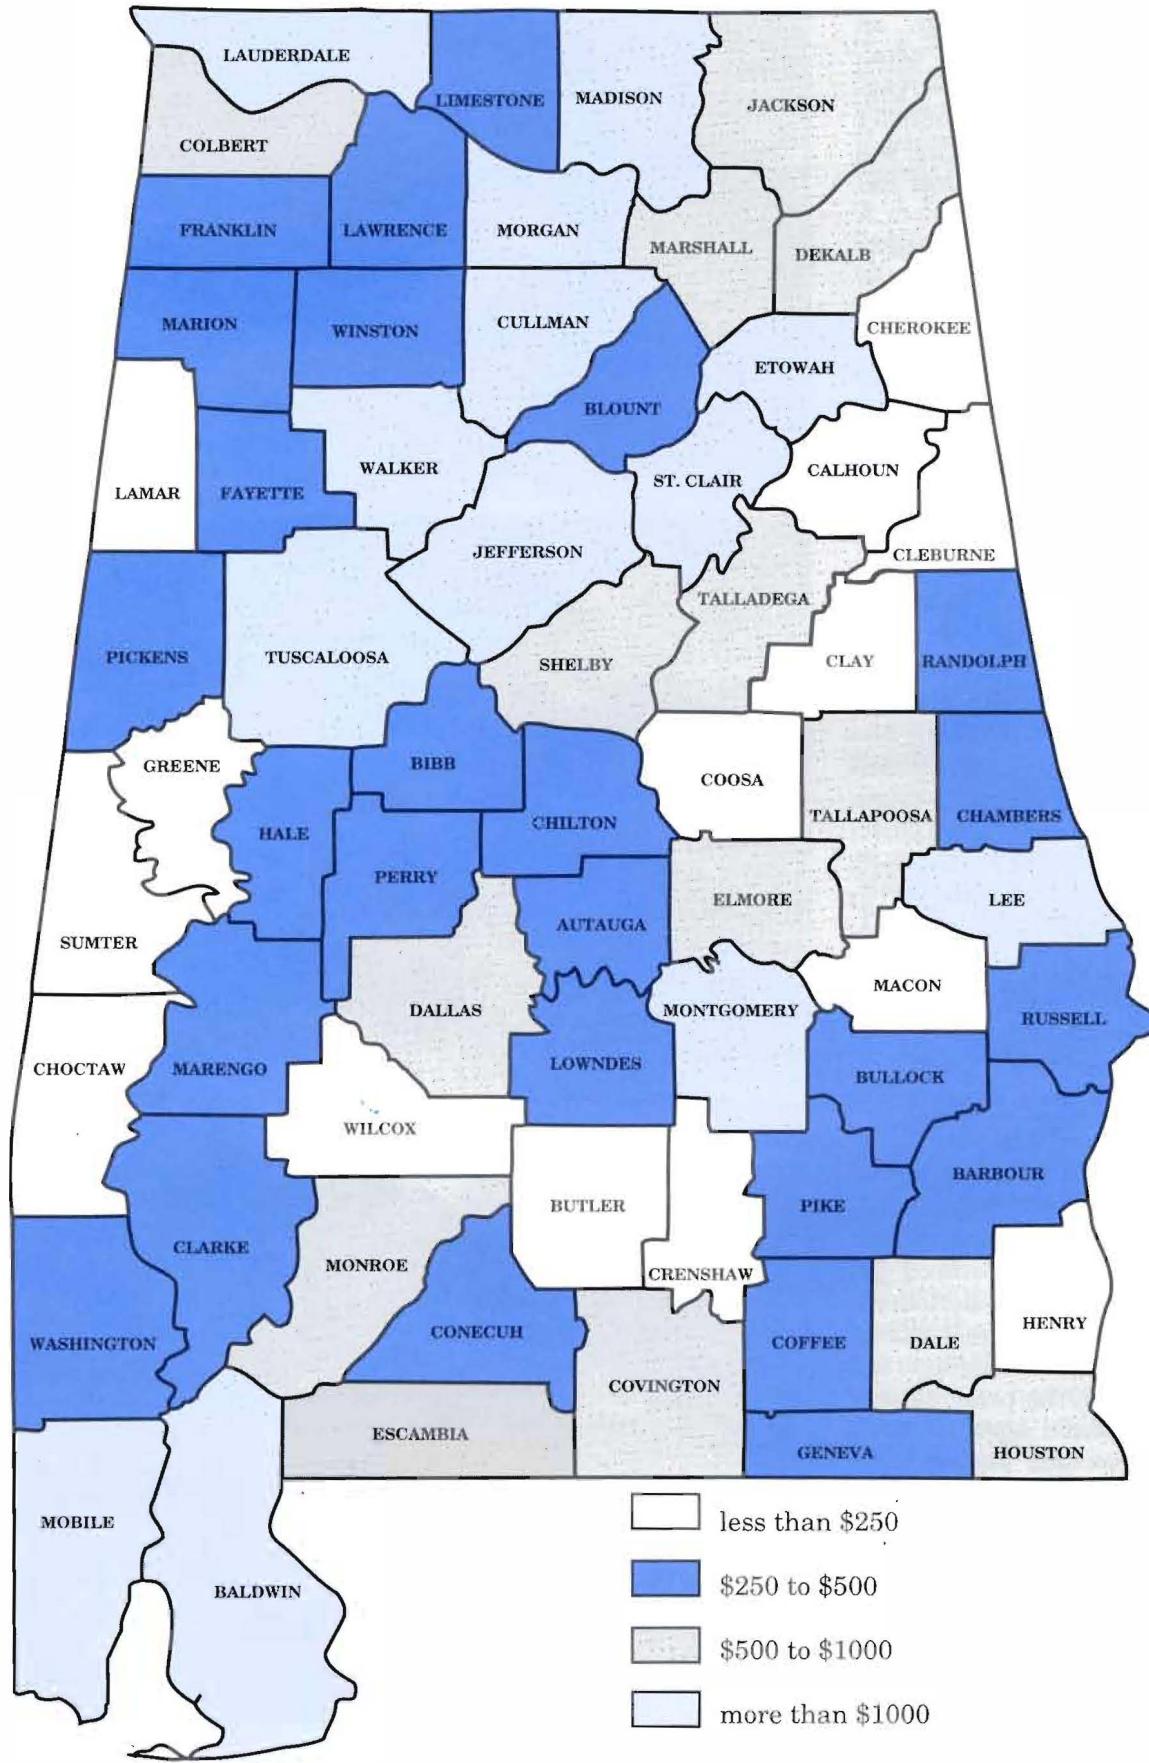 LAUDERDALE
LIMESTONE
MADISON
JACKSON
COLBERT
FRANKLIN
LAWRENCE
MORGAN
MARSHALL
DEKALB
MARION
WINSTON
CULLMAN
CHEROKEE
ETOWAH
BLOUNT
LAMAR
FAYETTE
WALKER
ST. CLAIR
CALHOUN
JEFFERSON
CLEBURNE
TALLADEGA
PICKENS
TUSCALOOSA
SHELBY
CLAY
RANDOLPH
GREENE
BIBB
COOSA
HALE
CHILTON
TALLAPOOSA
CHAMBERS
PERRY
ELMORE
LEE
SUMTER
AUTAUGA
MACON
DALLAS
MONTGOMERY
RUSSELL
CHOCTAW
MARENGO
LOWNDES
BULLOCK
WILCOX
BARBOUR
BUTLER
PIKE
CLARKE
MONROE
CRENSHAW
WASHINGTON
CONECUH
COFFEE
DALE
HENRY
COVINGTON
ESCAMBIA
GENEVA
HOUSTON
MOBILE
BALDWIN
less than $250
$250 to $500
$500 to $1000
more than $1000